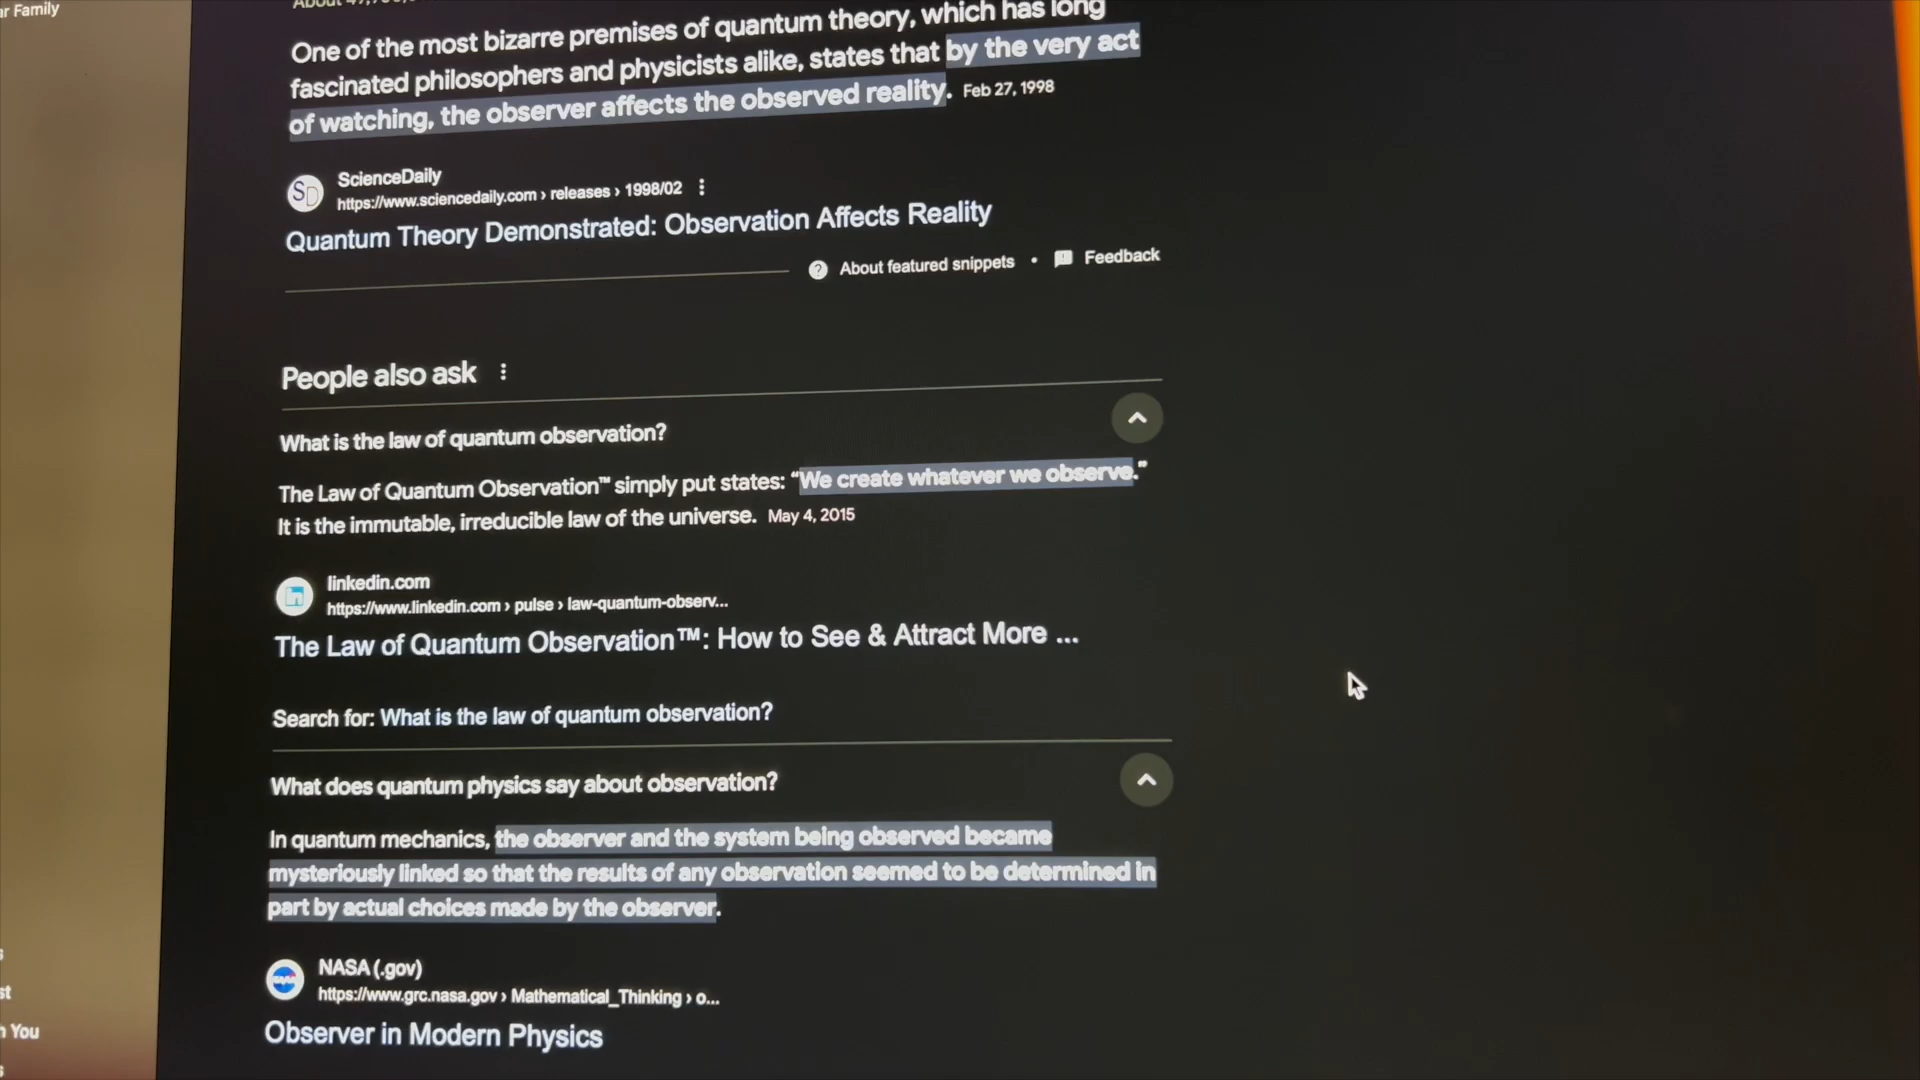 ar Family
About
One of the most bizarre premises of quantum theory, which has long
fascinated philosophers and physicists alike, states that by the very act
of watching, the observer affects the observed reality. Feb 27, 1998
SD
ScienceDaily
https://www.sciencedaily.com › releases › 1998/02
Quantum Theory Demonstrated: Observation Affects Reality
About featured snippets • Feedback
People also ask
What is the law of quantum observation?
The Law of Quantum Observation™ simply put states: “We create whatever we observe.”
It is the immutable, irreducible law of the universe. May 4, 2015
linkedin.com
https://www.linkedin.com › pulse › law-quantum-observ...
The Law of Quantum Observation™: How to See & Attract More ...
Search for: What is the law of quantum observation?
What does quantum physics say about observation?
In quantum mechanics, the observer and the system being observed became
mysteriously linked so that the results of any observation seemed to be determined in
part by actual choices made by the observer.
NASA (.gov)
https://www.grc.nasa.gov › Mathematical_Thinking › o...
Observer in Modern Physics
st
n You